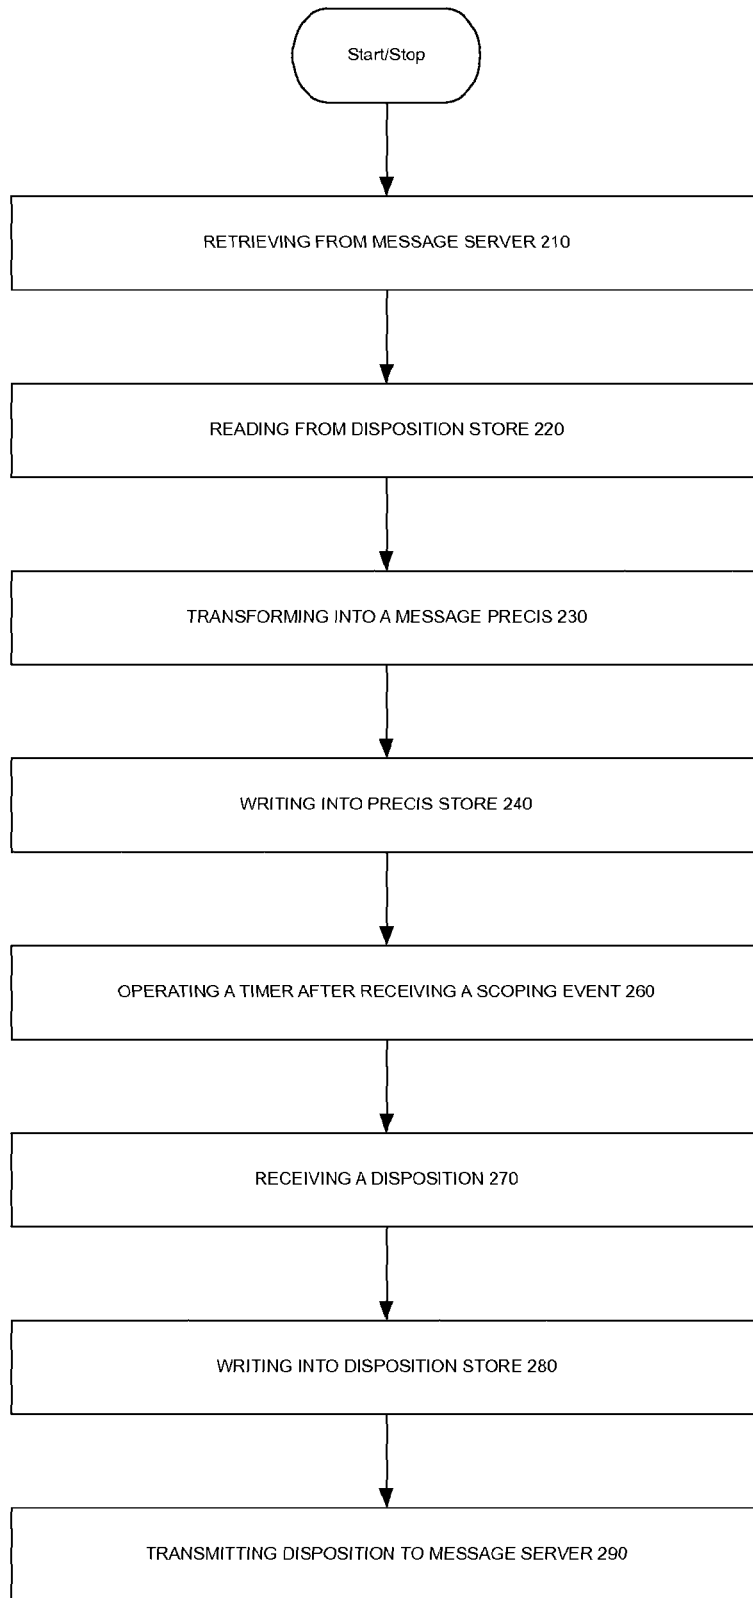 Start/Stop
RETRIEVING FROM MESSAGE SERVER 210
READING FROM DISPOSITION STORE 220
TRANSFORMING INTO A MESSAGE PRECIS 230
WRITING INTO PRECIS STORE 240
OPERATING A TIMER AFTER RECEIVING A SCOPING EVENT 260
RECEIVING A DISPOSITION 270
WRITING INTO DISPOSITION STORE 280
TRANSMITTING DISPOSITION TO MESSAGE SERVER 290